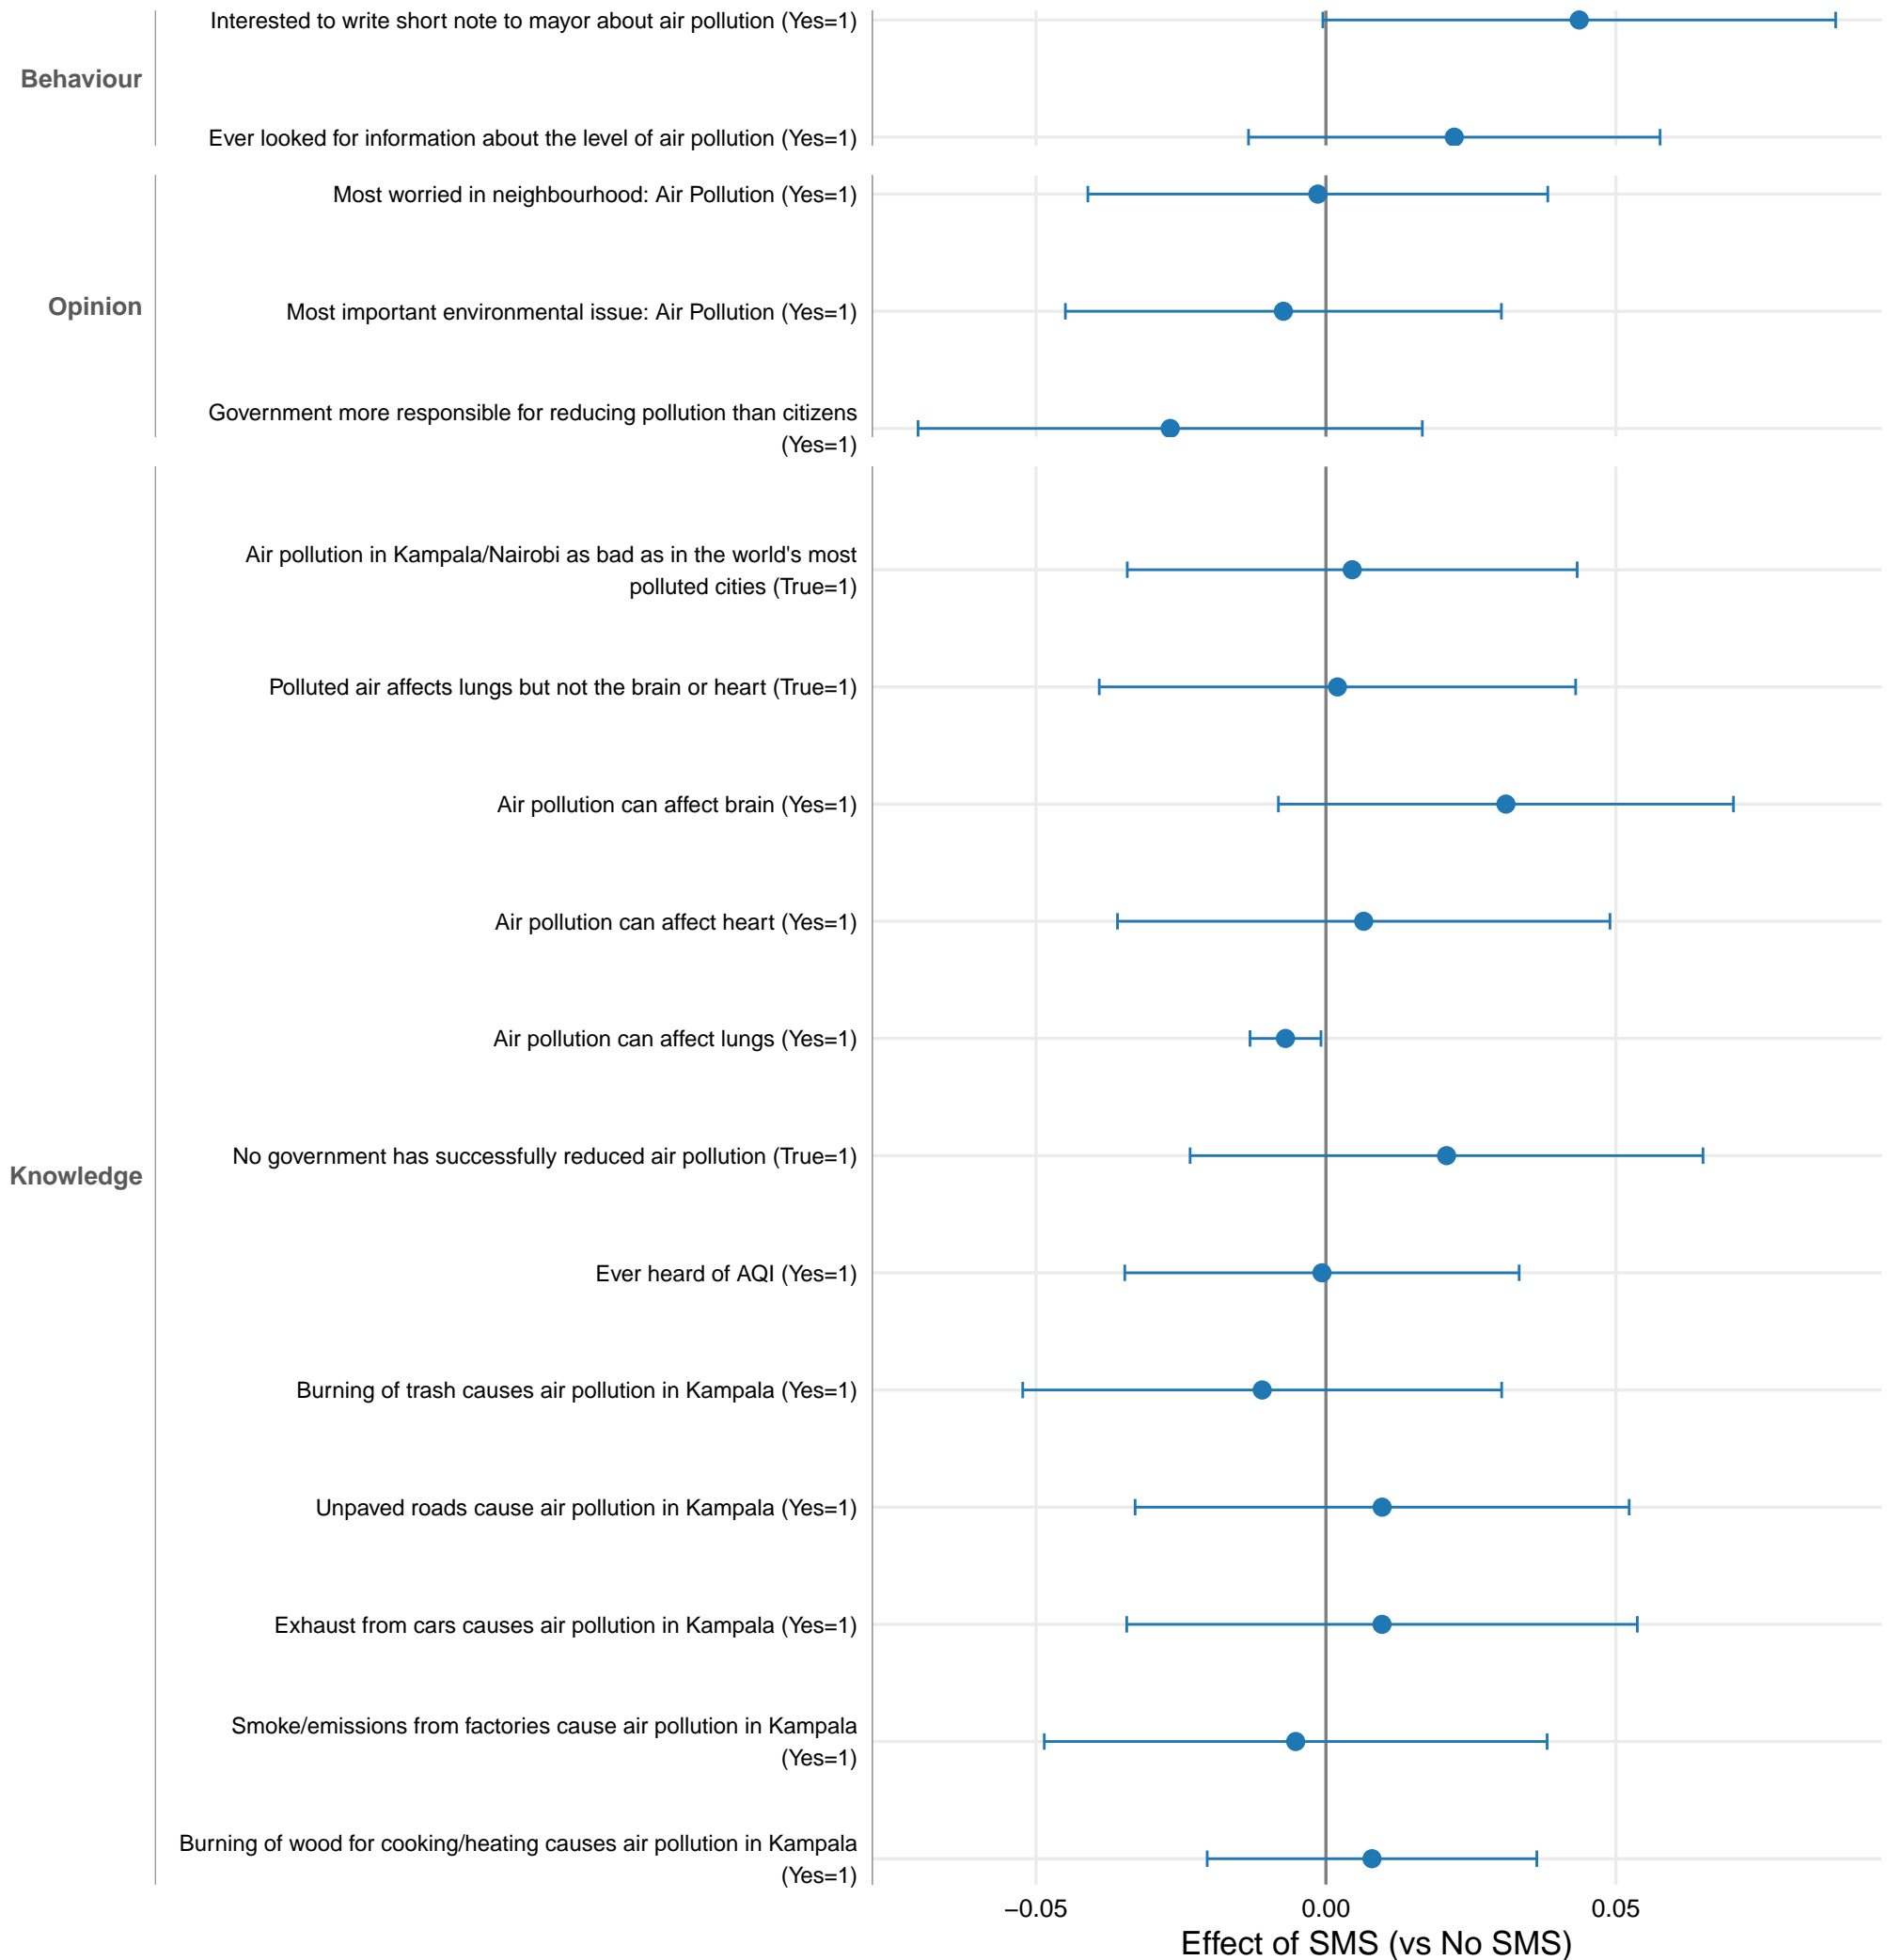 Behaviour
Interested to write short note to mayor about air pollution (Yes=1)
Ever looked for information about the level of air pollution (Yes=1)
Opinion
Most worried in neighbourhood: Air Pollution (Yes=1)
Most important environmental issue: Air Pollution (Yes=1)
Government more responsible for reducing pollution than citizens
(Yes=1)
Knowledge
Air pollution in Kampala/Nairobi as bad as in the world's most
polluted cities (True=1)
Polluted air affects lungs but not the brain or heart (True=1)
Air pollution can affect brain (Yes=1)
Air pollution can affect heart (Yes=1)
Air pollution can affect lungs (Yes=1)
No government has successfully reduced air pollution (True=1)
Ever heard of AQI (Yes=1)
Burning of trash causes air pollution in Kampala (Yes=1)
Unpaved roads cause air pollution in Kampala (Yes=1)
Exhaust from cars causes air pollution in Kampala (Yes=1)
Smoke/emissions from factories cause air pollution in Kampala
(Yes=1)
Burning of wood for cooking/heating causes air pollution in Kampala
(Yes=1)
−0.05 0.00 0.05
Effect of SMS (vs No SMS)